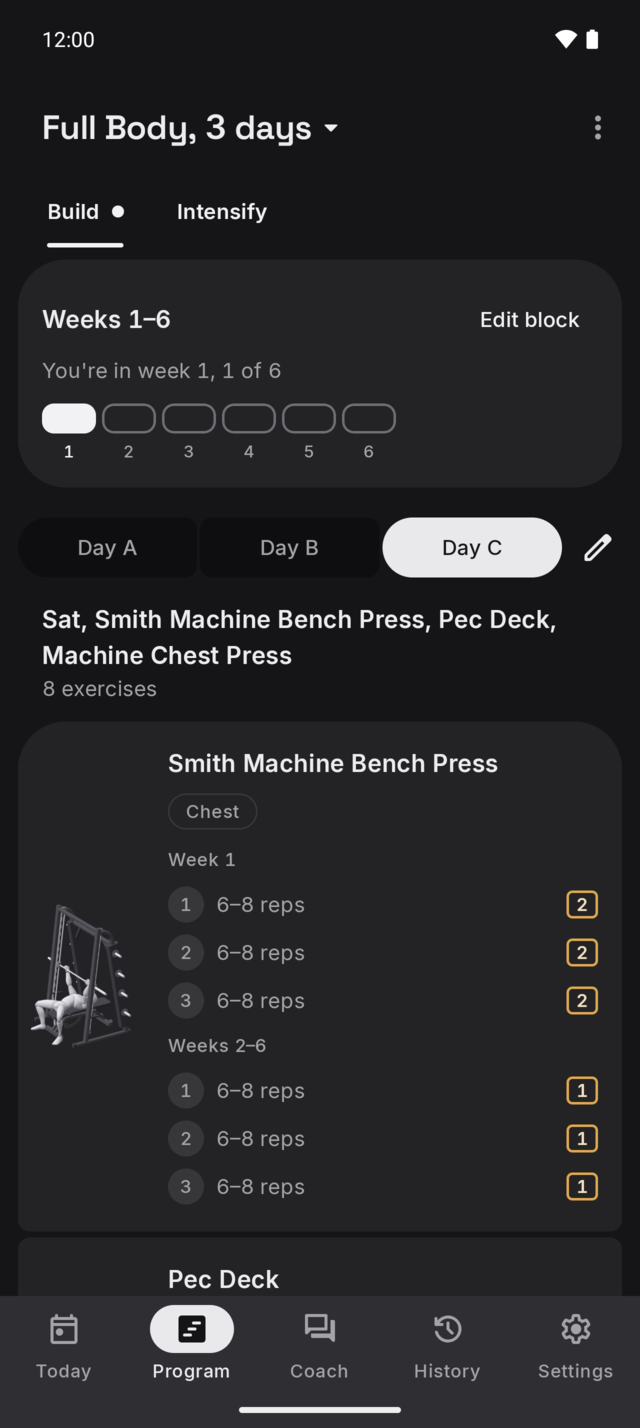 12:00
Full Body, 3 days
Build
Intensify
Weeks 1–6
Edit block
You're in week 1, 1 of 6
1 2 3 4 5 6
Day A
Day B
Day C
Sat, Smith Machine Bench Press, Pec Deck,
Machine Chest Press
8 exercises
Smith Machine Bench Press
Chest
Week 1
1 6–8 reps 2
2 6–8 reps 2
3 6–8 reps 2
Weeks 2–6
1 6–8 reps 1
2 6–8 reps 1
3 6–8 reps 1
Pec Deck
Today
Program
Coach
History
Settings